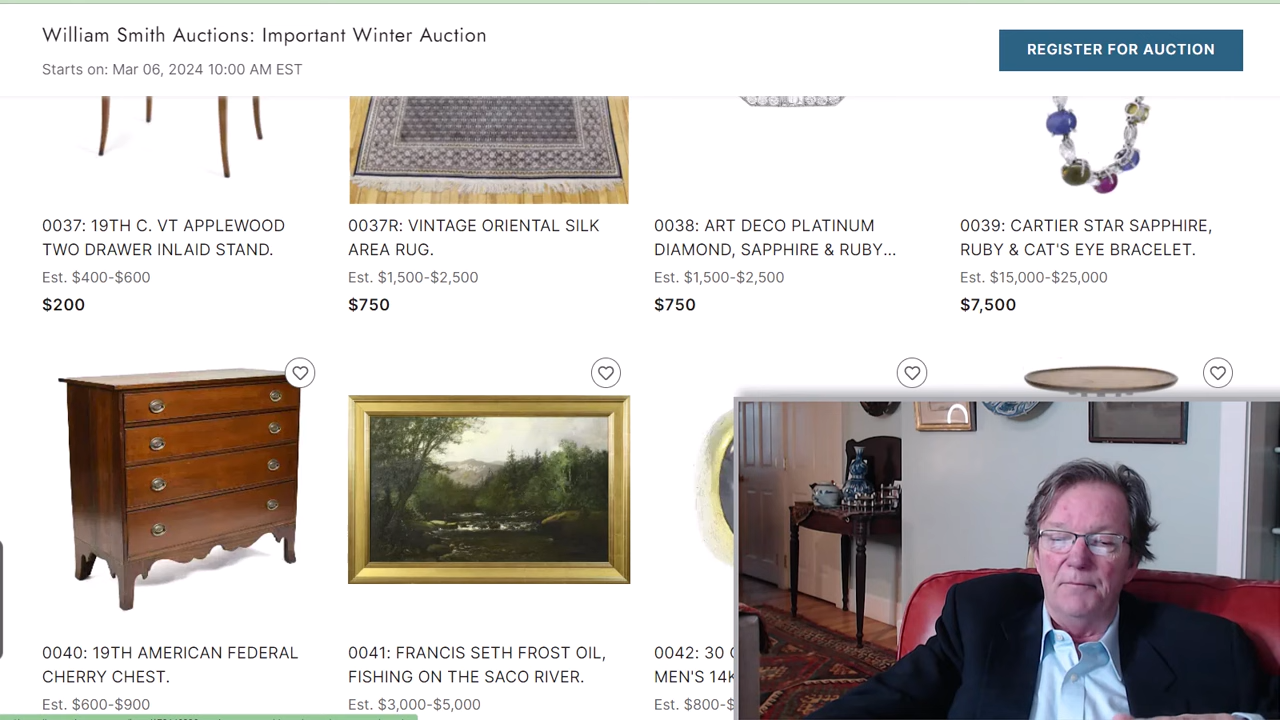 William Smith Auctions: Important Winter Auction
Starts on: Mar 06, 2024 10:00 AM EST
REGISTER FOR AUCTION
0037: 19TH C. VT APPLEWOOD
TWO DRAWER INLAID STAND.
Est. $400-$600
$200
0037R: VINTAGE ORIENTAL SILK
AREA RUG.
Est. $1,500-$2,500
$750
0038: ART DECO PLATINUM
DIAMOND, SAPPHIRE & RUBY...
Est. $1,500-$2,500
$750
0039: CARTIER STAR SAPPHIRE,
RUBY & CAT'S EYE BRACELET.
Est. $15,000-$25,000
$7,500
0040: 19TH AMERICAN FEDERAL
CHERRY CHEST.
Est. $600-$900
0041: FRANCIS SETH FROST OIL,
FISHING ON THE SACO RIVER.
Est. $3,000-$5,000
0042: 30
MEN'S 14K
Est. $800-$